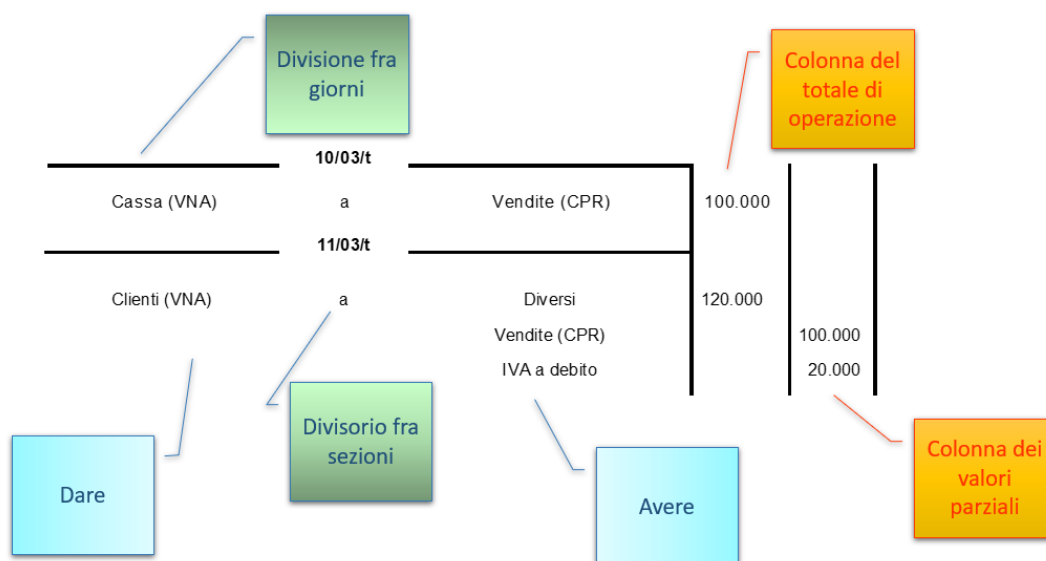 Divisione fra
giorni
Colonna del
totale di
operazione
10/03/t
Cassa (VNA) a Vendite (CPR) 100.000
11/03/t
Clienti (VNA) a Diversi 120.000
Vendite (CPR) 100.000
IVA a debito 20.000
Divisorio fra
sezioni
Dare
Avere
Colonna dei
valori
parziali